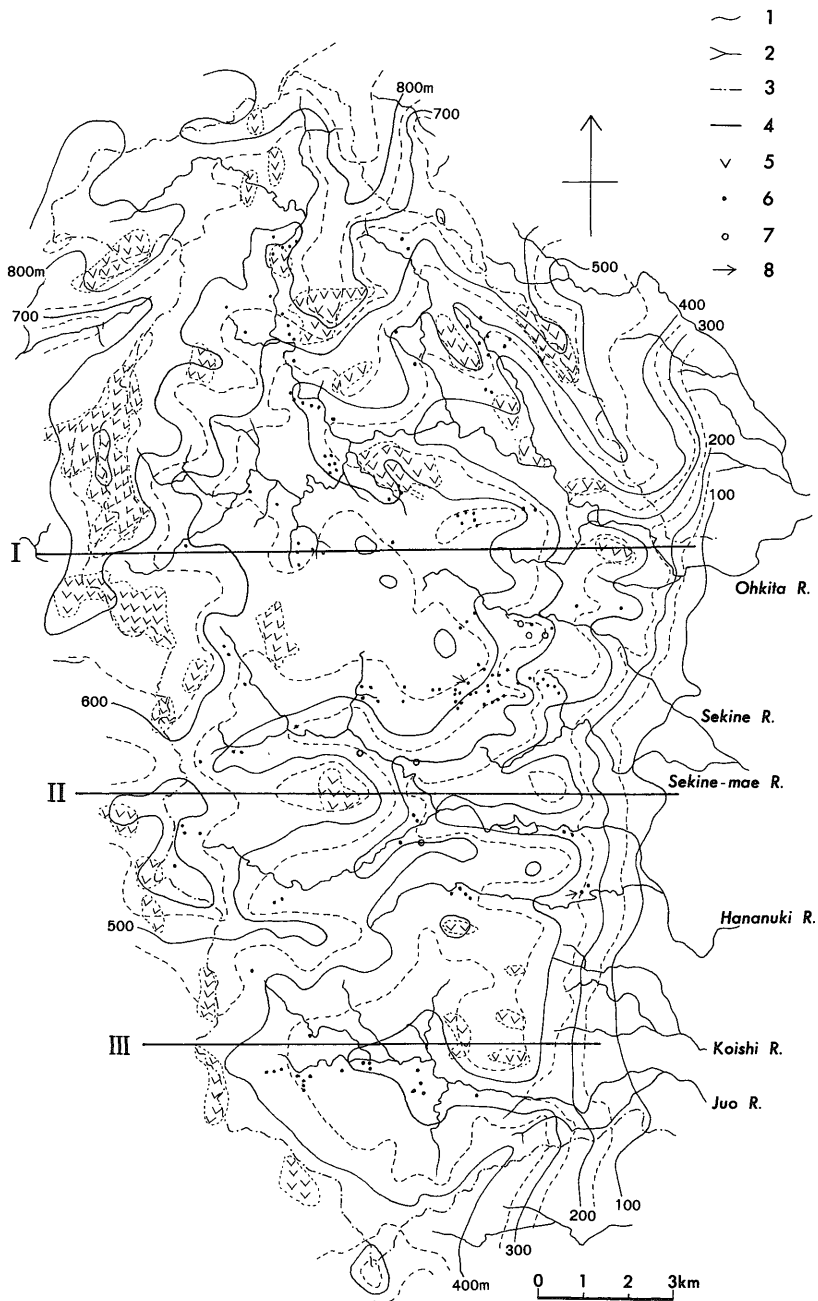 1
2
3
4
5
6
7
8
800m
700
500
800m
700
400
300
200
100
I
Ohkita R.
600
Sekine R.
II
Sekine-mae R.
500
Hananuki R.
III
Koishi R.
Juo R.
100
200
300
400m
0 1 2 3km